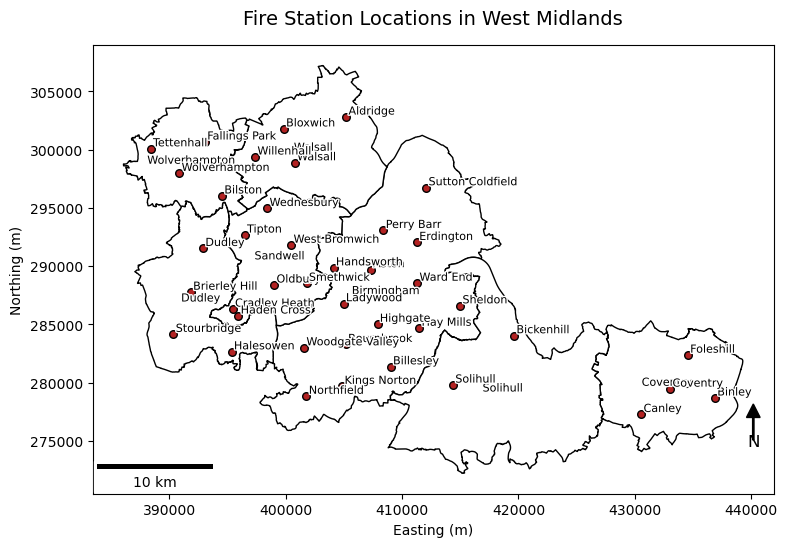 Fire Station Locations in West Midlands
305000
Aldridge
Bloxwich
300000
Fallings Park
Tettenhall
Willenhall
Walsall
Walsall
Wolverhampton
Wolverhampton
Sutton Coldfield
Bilston
295000
Wednesbury
Perry Barr
Tipton
Erdington
West Bromwich
Dudley
Sandwell
290000
Handsworth
Oldbury
Smethwick
Ward End
Brierley Hill
Birmingham
Dudley
Ladywood
Sheldon
Cradley Heath
Haden Cross
285000
Highgate
Hay Mills
Stourbridge
Bickenhill
Woodgate Valley
Halesowen
Foleshill
Billesley
280000
Kings Norton
Solihull
Solihull
Coventry
Coventry
Northfield
Binley
Canley
275000
N
10 km
390000
400000
410000
420000
430000
440000
Easting (m)
Northing (m)